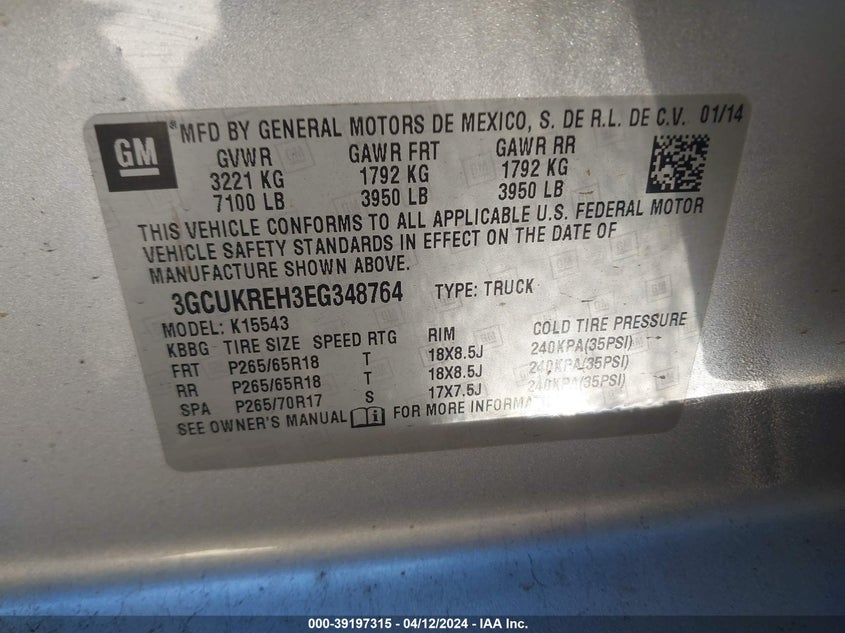 GM
® MFD BY GENERAL MOTORS DE MEXICO, S. DE R.L. DE C.V. 01/14
GVWR GAWR FRT GAWR RR
3221 KG 1792 KG 1792 KG
7100 LB 3950 LB 3950 LB
THIS VEHICLE CONFORMS TO ALL APPLICABLE U.S. FEDERAL MOTOR
VEHICLE SAFETY STANDARDS IN EFFECT ON THE DATE OF
MANUFACTURE SHOWN ABOVE.
3GCUKREH3EG348764 TYPE: TRUCK
MODEL: K15543
KBBG TIRE SIZE SPEED RTG RIM COLD TIRE PRESSURE
FRT P265/65R18 T 18X8.5J 240KPA(35PSI)
RR P265/65R18 T 18X8.5J 240KPA(35PSI)
SPA P265/70R17 S 17X7.5J 240KPA(35PSI)
SEE OWNER'S MANUAL FOR MORE
000-39197315 - 04/12/2024 - IAA Inc.